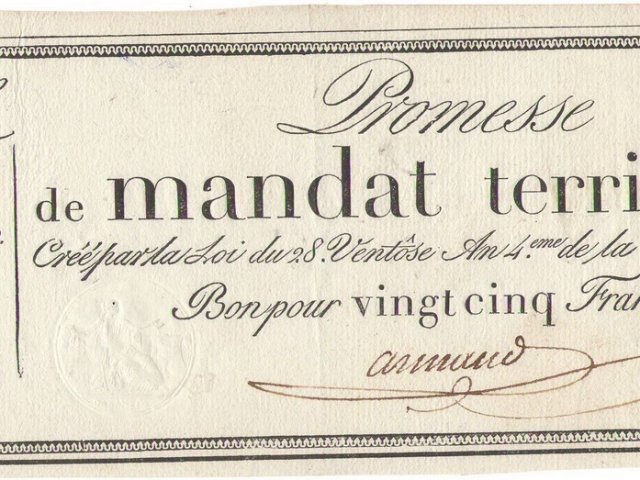 Promesse
de mandat terri
Créé par la Loi du 28. Ventôse An 4.eme de la
Bon pour vingt cinq Fran
armand